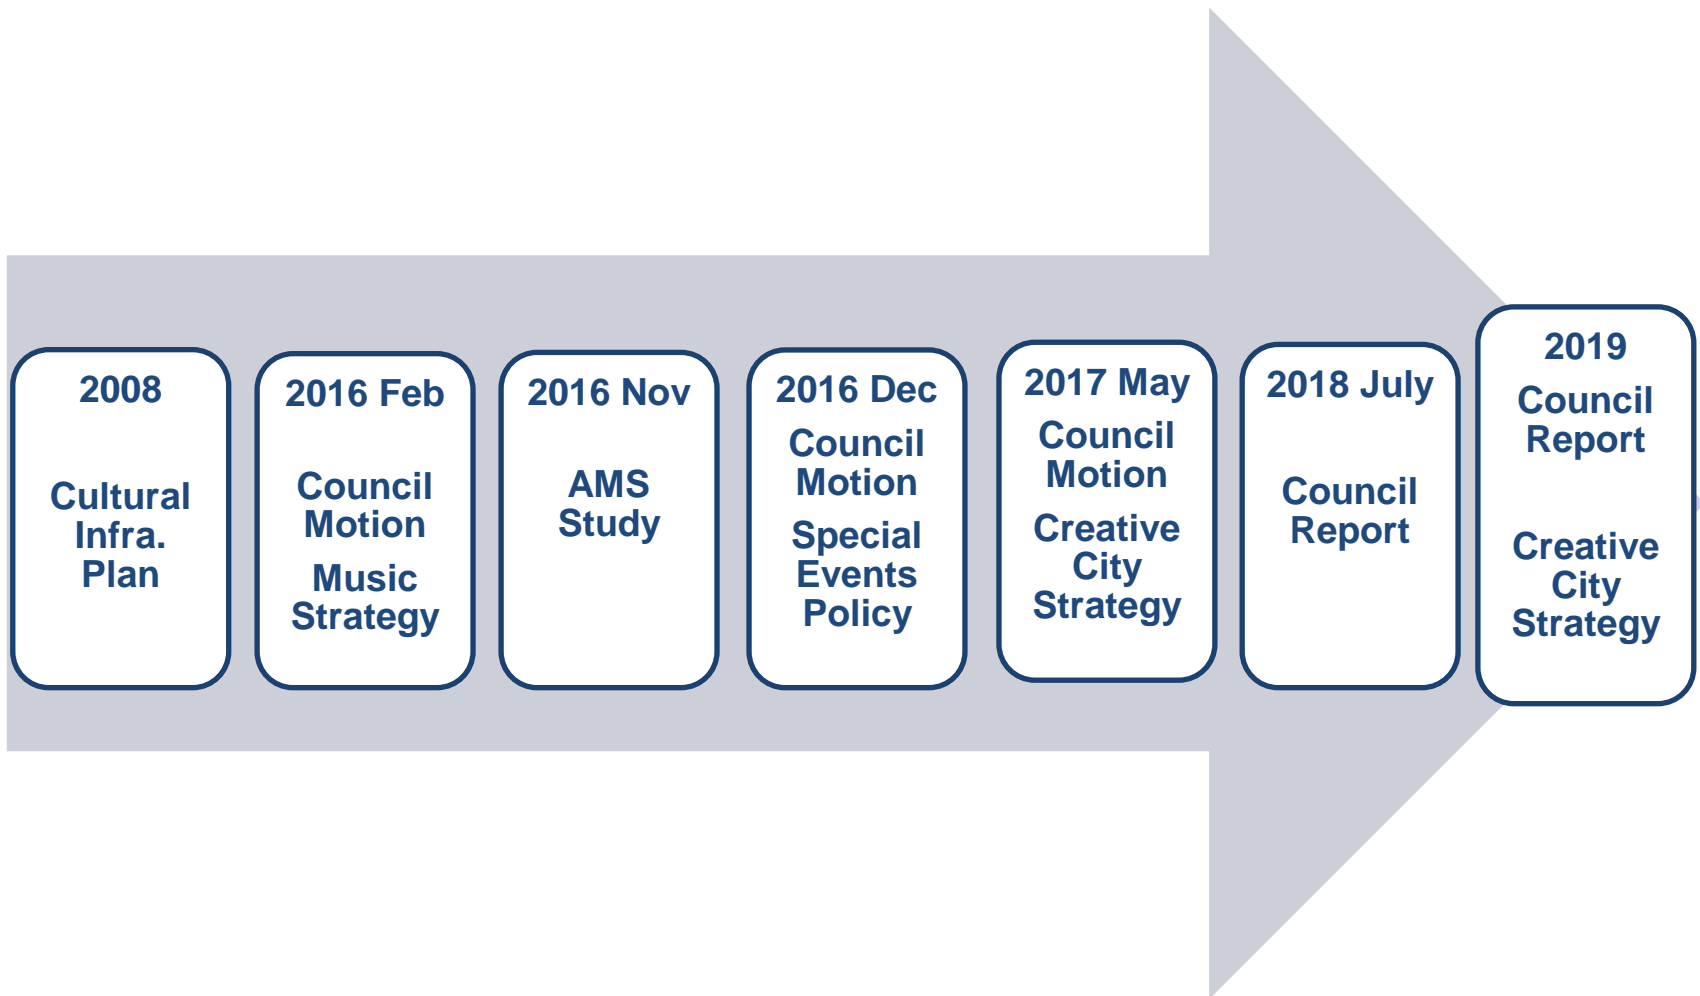 2008
Cultural
Infra.
Plan
2016 Feb
Council
Motion
Music
Strategy
2016 Nov
AMS
Study
2016 Dec
Council
Motion
Special
Events
Policy
2017 May
Council
Motion
Creative
City
Strategy
2018 July
Council
Report
2019
Council
Report
Creative
City
Strategy